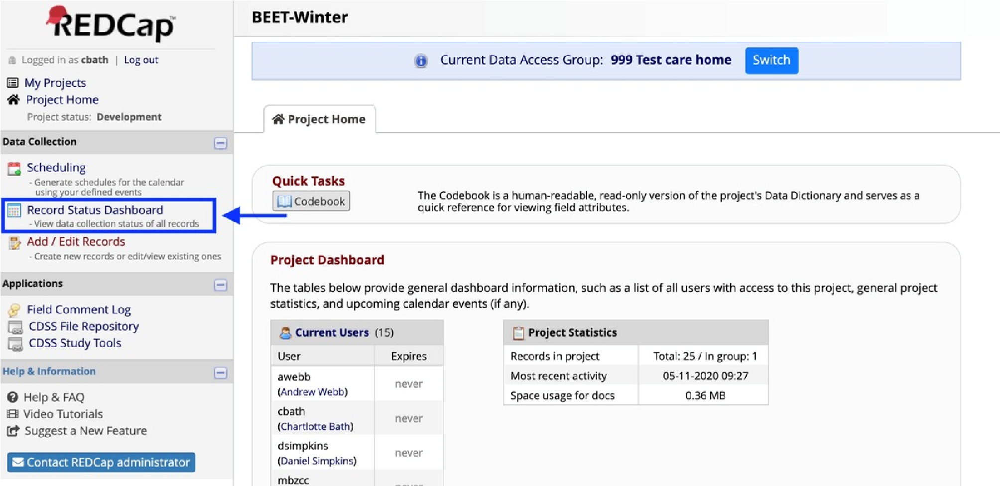 REDCap™
Logged in as cbath | Log out
My Projects
Project Home
Project status: Development
Data Collection
Scheduling
- Generate schedules for the calendar
using your defined events
Record Status Dashboard
- View data collection status of all records
Add / Edit Records
- Create new records or edit/view existing ones
Applications
Field Comment Log
CDSS File Repository
CDSS Study Tools
Help & Information
Help & FAQ
Video Tutorials
Suggest a New Feature
Contact REDCap administrator
BEET-Winter
Current Data Access Group: 999 Test care home Switch
Project Home
Quick Tasks
Codebook
The Codebook is a human-readable, read-only version of the project's Data Dictionary and serves as a
quick reference for viewing field attributes.
Project Dashboard
The tables below provide general dashboard information, such as a list of all users with access to this project, general project
statistics, and upcoming calendar events (if any).
Current Users (15)
User Expires
awebb
(Andrew Webb) never
cbath
(Chartlotte Bath) never
dsimpkins
(Daniel Simpkins) never
mbzcc
never
Project Statistics
Records in project Total: 25 / In group: 1
Most recent activity 05-11-2020 09:27
Space usage for docs 0.36 MB